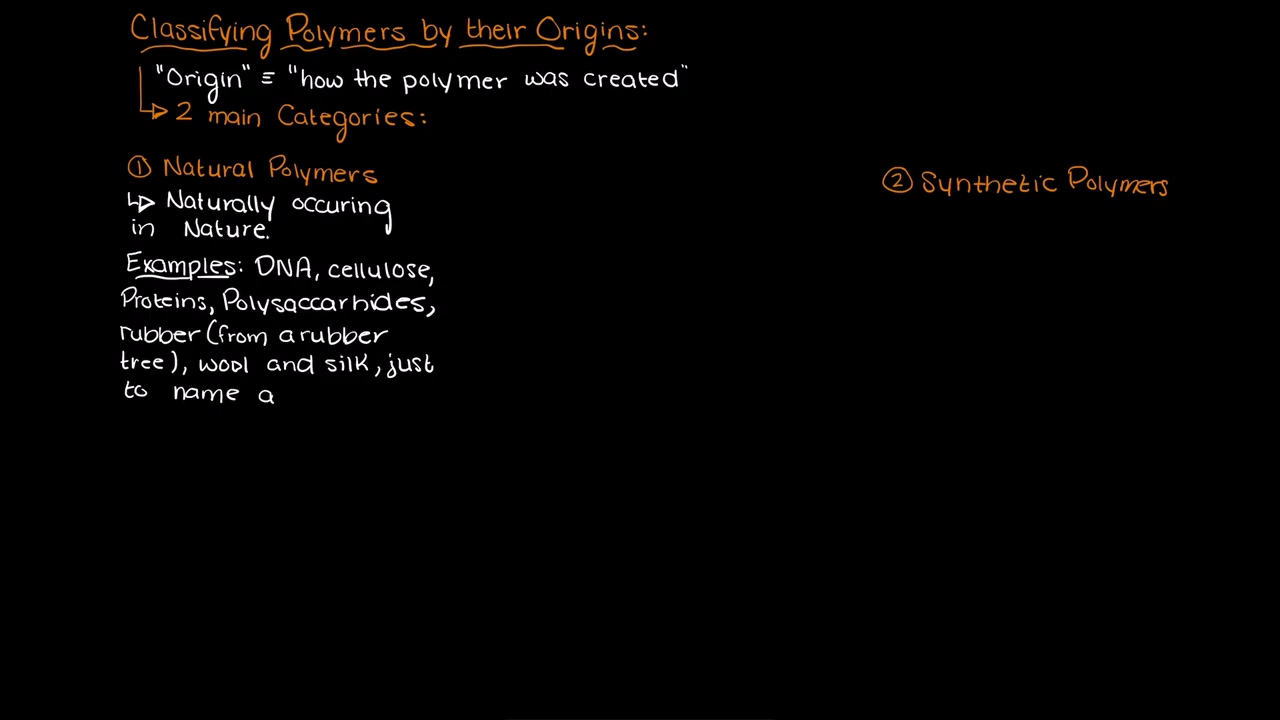 Classifying Polymers by their Origins:
"Origin" ≡ "how the polymer was created"
2 main Categories:
① Natural Polymers
② Synthetic Polymers
Naturally occuring
in Nature.
Examples: DNA, cellulose,
Proteins, Polysaccarhides,
rubber (from a rubber
tree), wool and silk, just
to name a